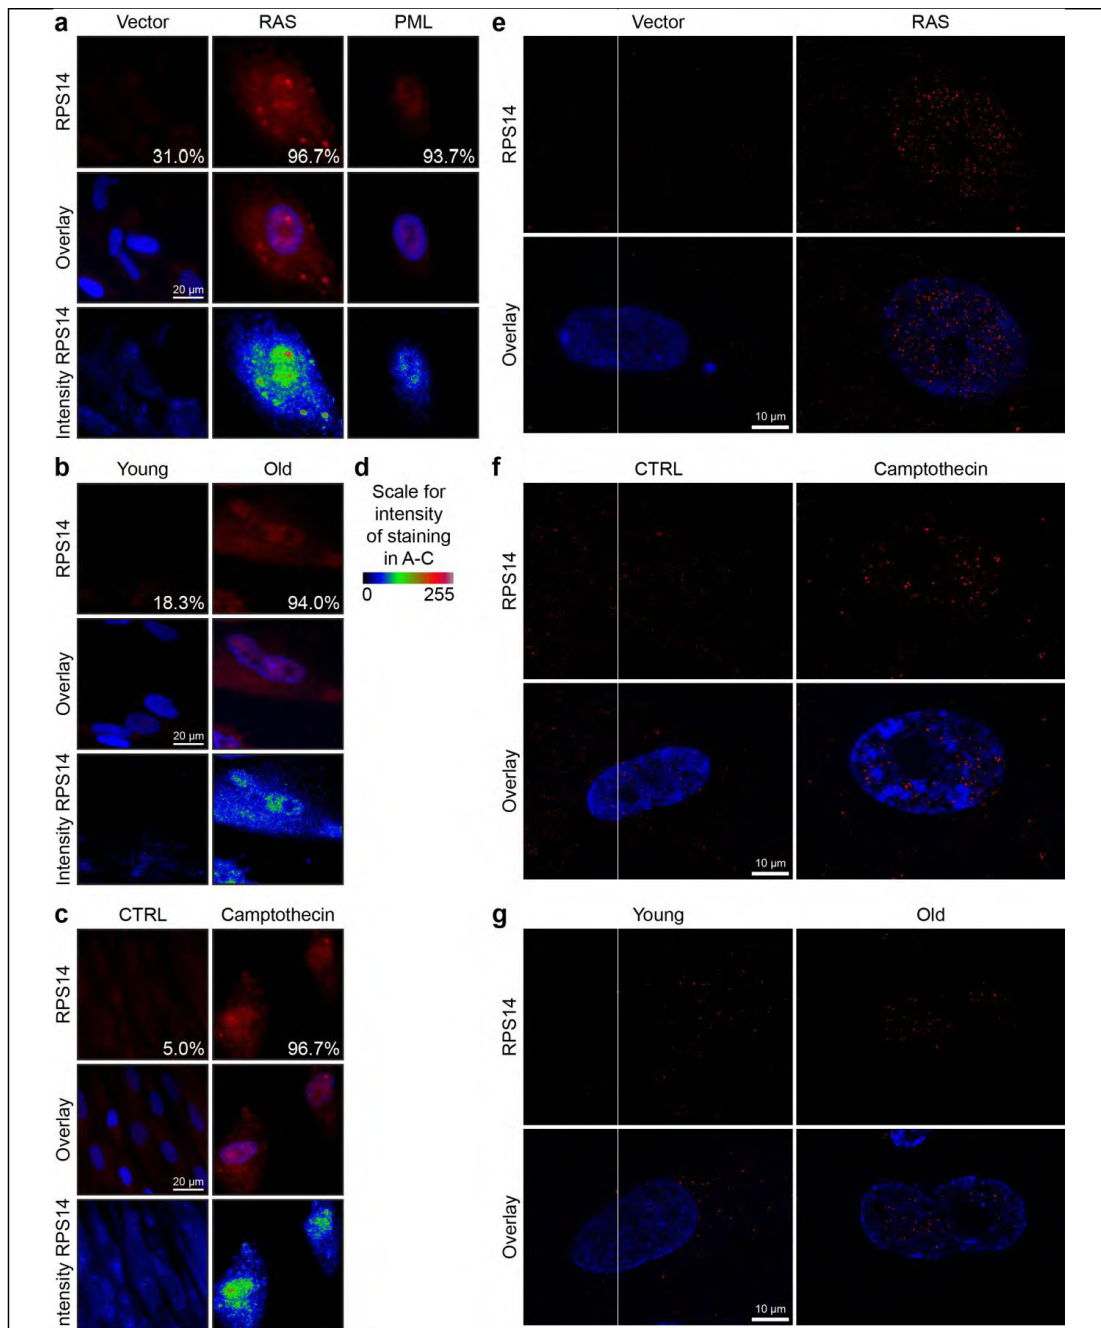 a
Vector
RAS
PML
RPS14
31.0%
96.7%
93.7%
Overlay
20 µm
Intensity RPS14
b
Young
Old
RPS14
18.3%
94.0%
Overlay
20 µm
Intensity RPS14
d
Scale for
intensity
of staining
in A-C
0
255
c
CTRL
Camptothecin
RPS14
5.0%
96.7%
Overlay
20 µm
Intensity RPS14
e
Vector
RAS
RPS14
Overlay
10 µm
f
CTRL
Camptothecin
RPS14
Overlay
10 µm
g
Young
Old
RPS14
Overlay
10 µm